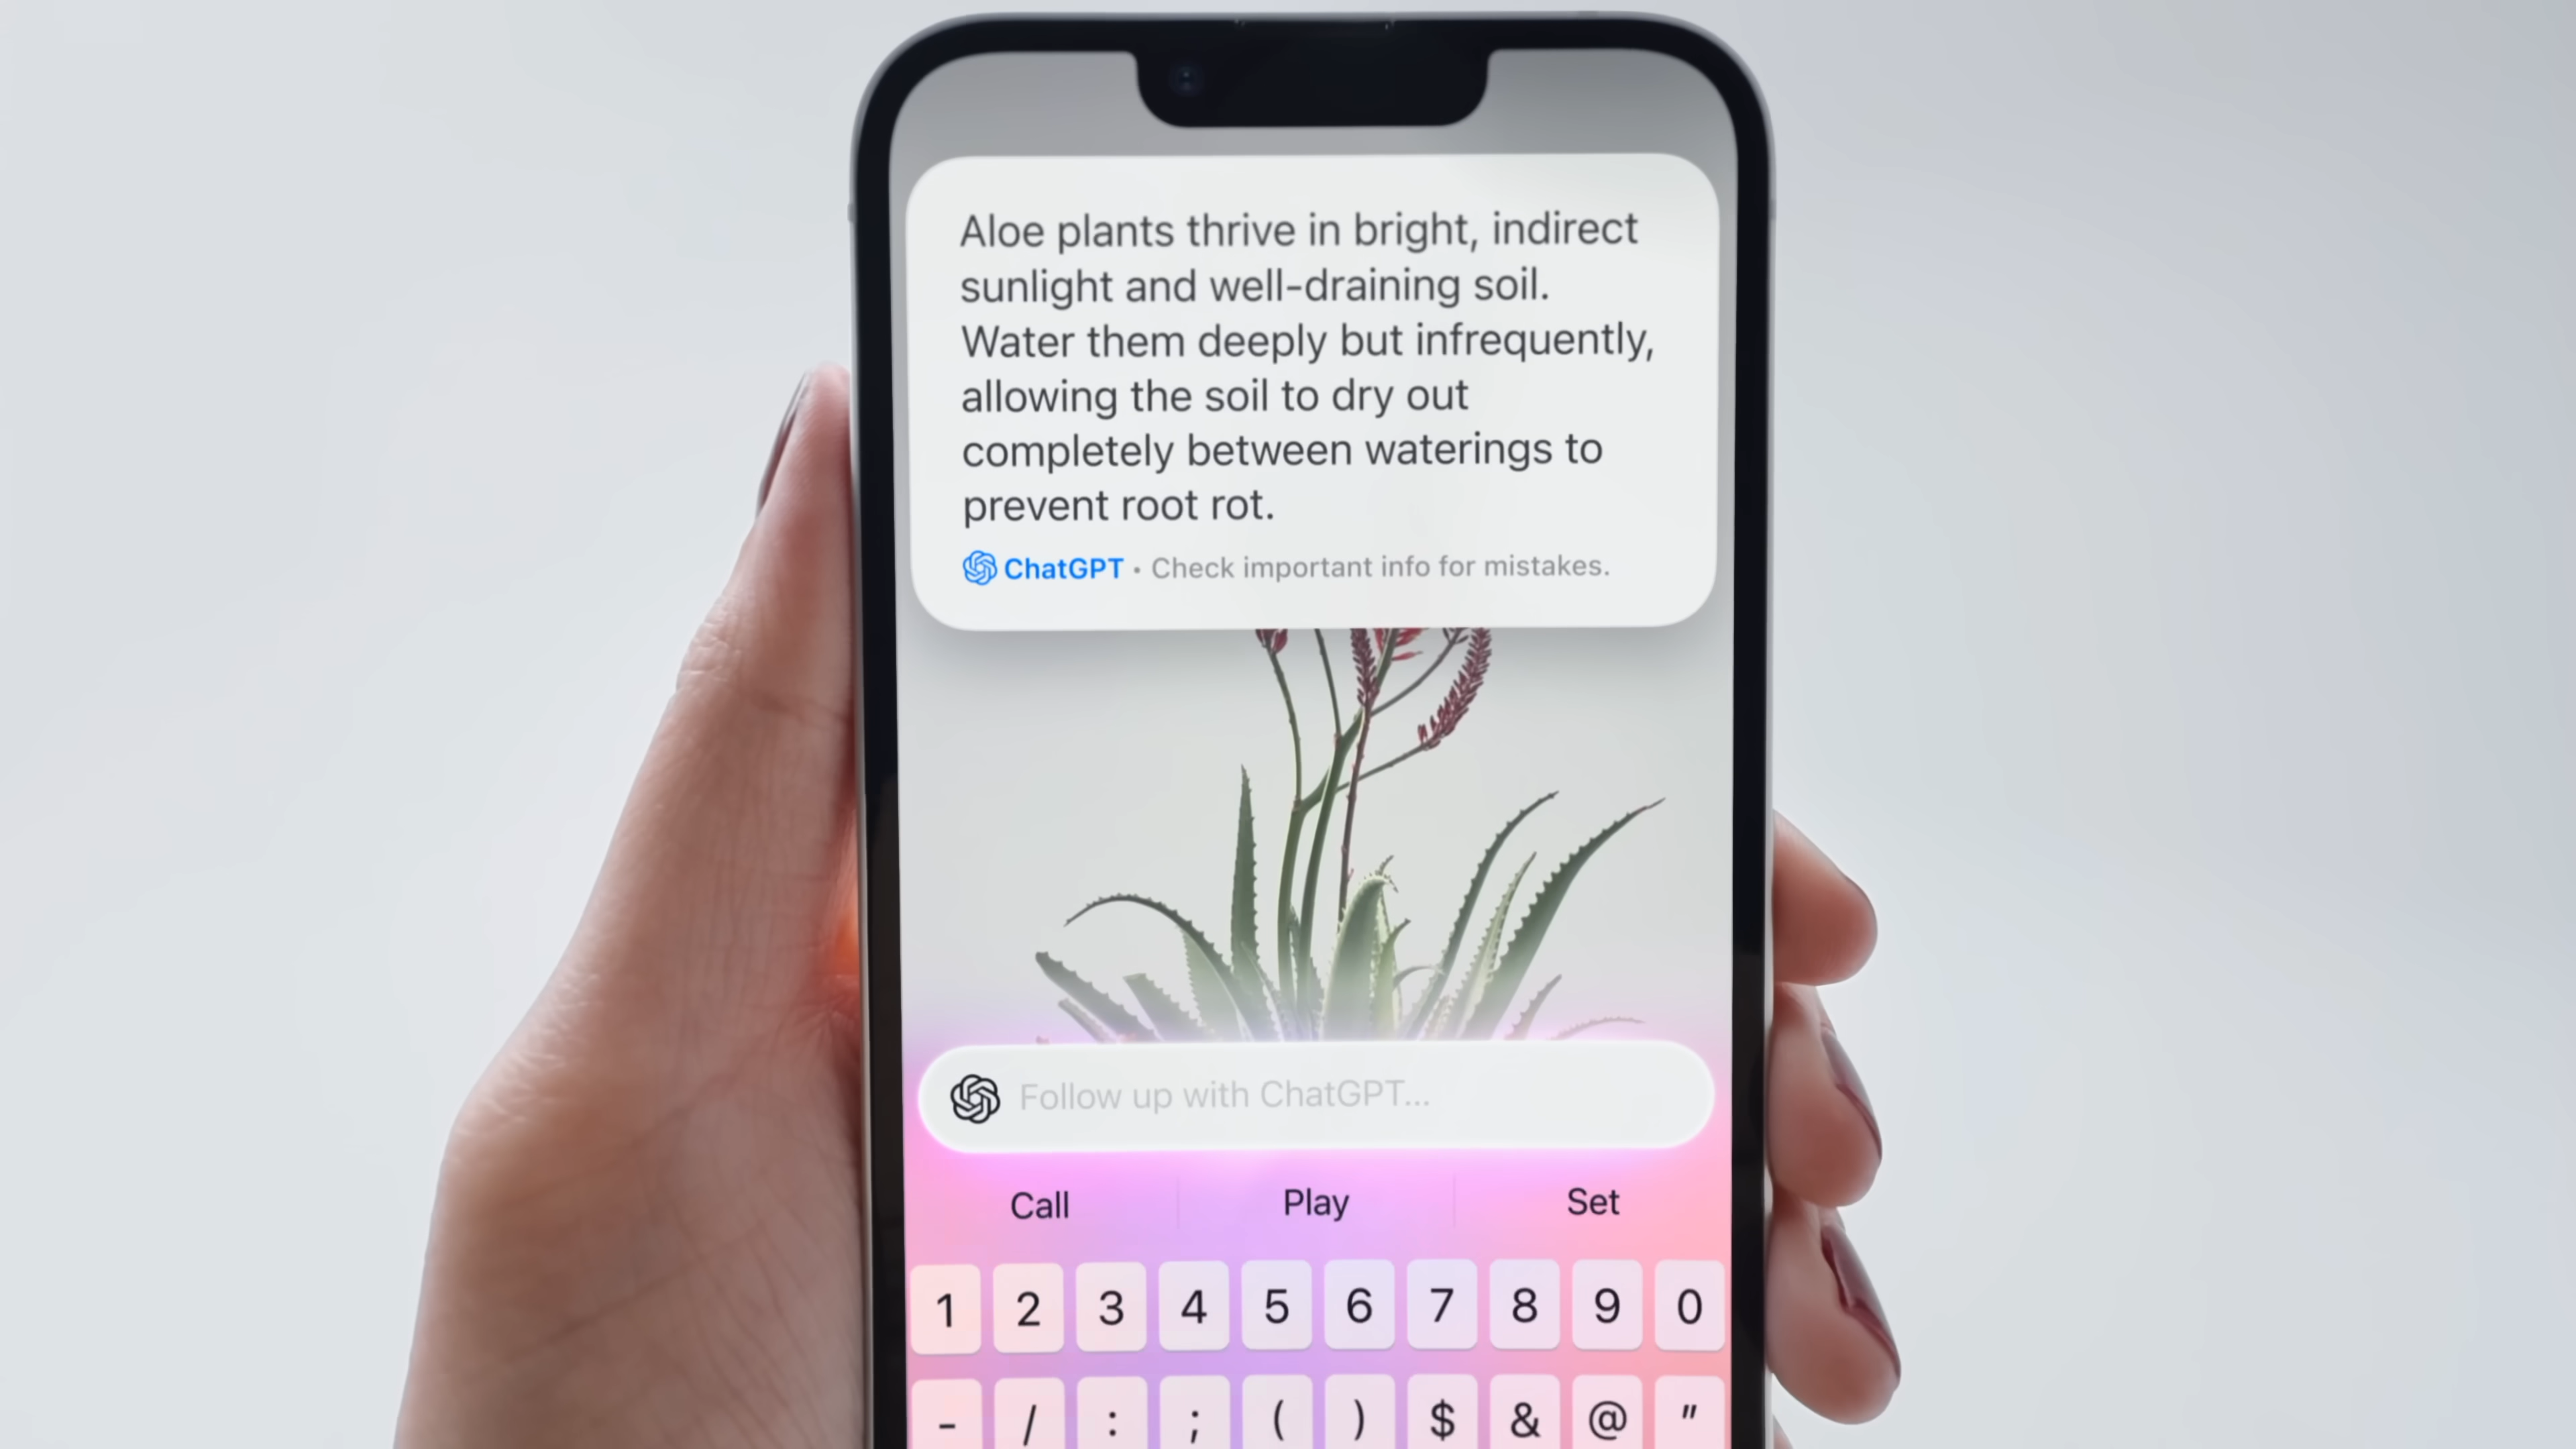 Aloe plants thrive in bright, indirect
sunlight and well-draining soil.
Water them deeply but infrequently,
allowing the soil to dry out
completely between waterings to
prevent root rot.
ChatGPT • Check important info for mistakes.
Follow up with ChatGPT...
Call Play Set
1 2 3 4 5 6 7 8 9 0
- / : ; ( ) $ & @ "